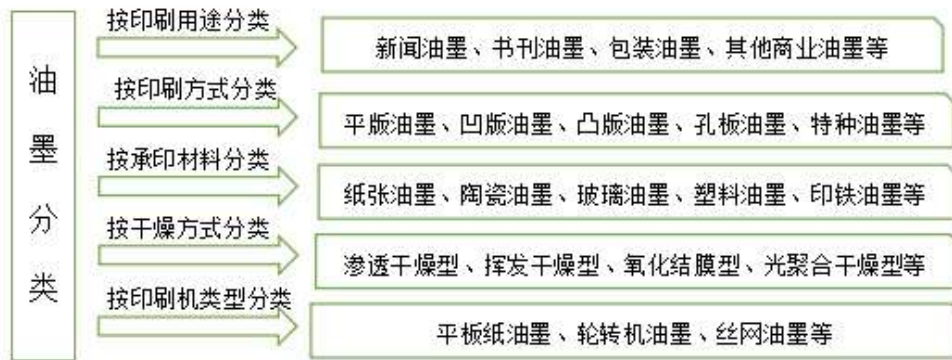 油墨分类
按印刷用途分类
新闻油墨、书刊油墨、包装油墨、其他商业油墨等
按印刷方式分类
平版油墨、凹版油墨、凸版油墨、孔板油墨、特种油墨等
按承印材料分类
纸张油墨、陶瓷油墨、玻璃油墨、塑料油墨、印铁油墨等
按干燥方式分类
渗透干燥型、挥发干燥型、氧化结膜型、光聚合干燥型等
按印刷机类型分类
平板纸油墨、轮转机油墨、丝网油墨等